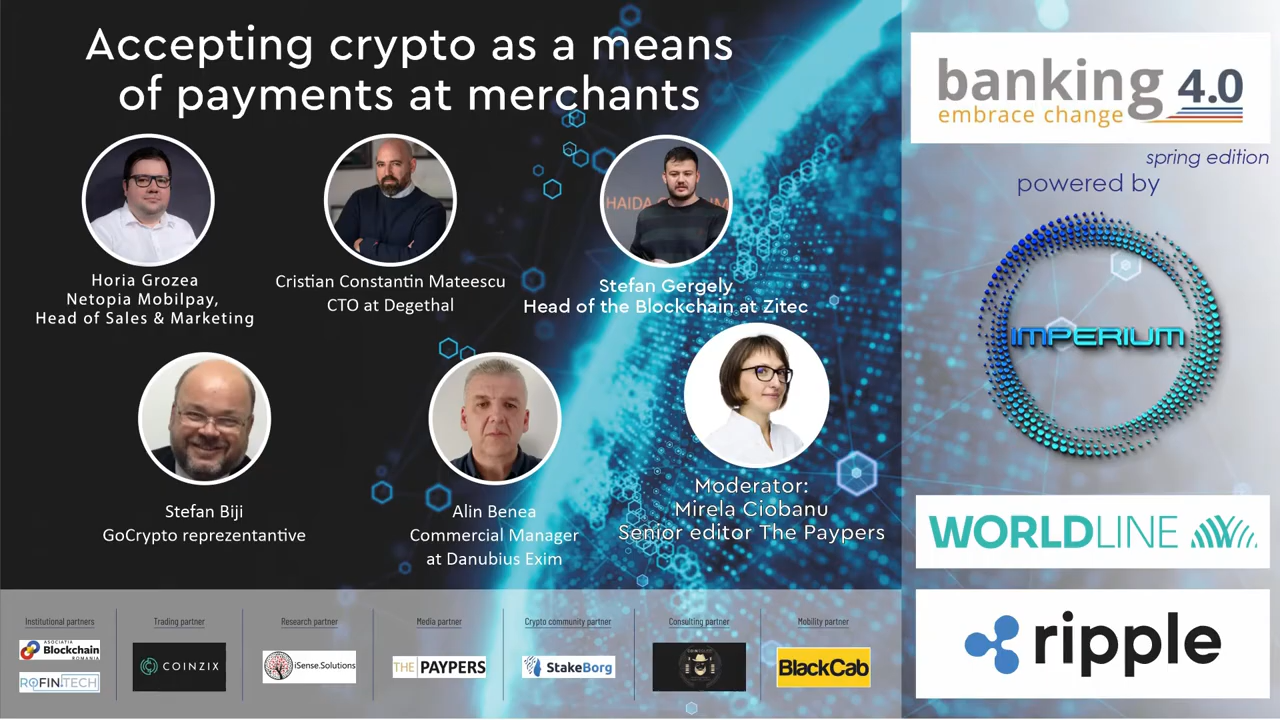 Accepting crypto as a means
of payments at merchants
Horia Grozea
Netopia Mobilpay,
Head of Sales & Marketing
Cristian Constantin Mateescu
CTO at Degethal
HAIDA
Stefan Gergely
Head of the Blockchain at Zitec
Stefan Biji
GoCrypto reprezentantive
Alin Benea
Commercial Manager
at Danubius Exim
Moderator:
Mirela Ciobanu
Senior editor The Paypers
banking 4.0
embrace change
spring edition
powered by
IMPERIUM
WORLDLINE
ripple
Institutional partners
ASOCIATIA
Blockchain
ROMANIA
ROFINTECH
Trading partner
COINZIX
Research partner
iSense.Solutions
Media partner
THE PAYPERS
Crypto community partner
StakeBorg
Consulting partner
Mobility partner
BlackCab